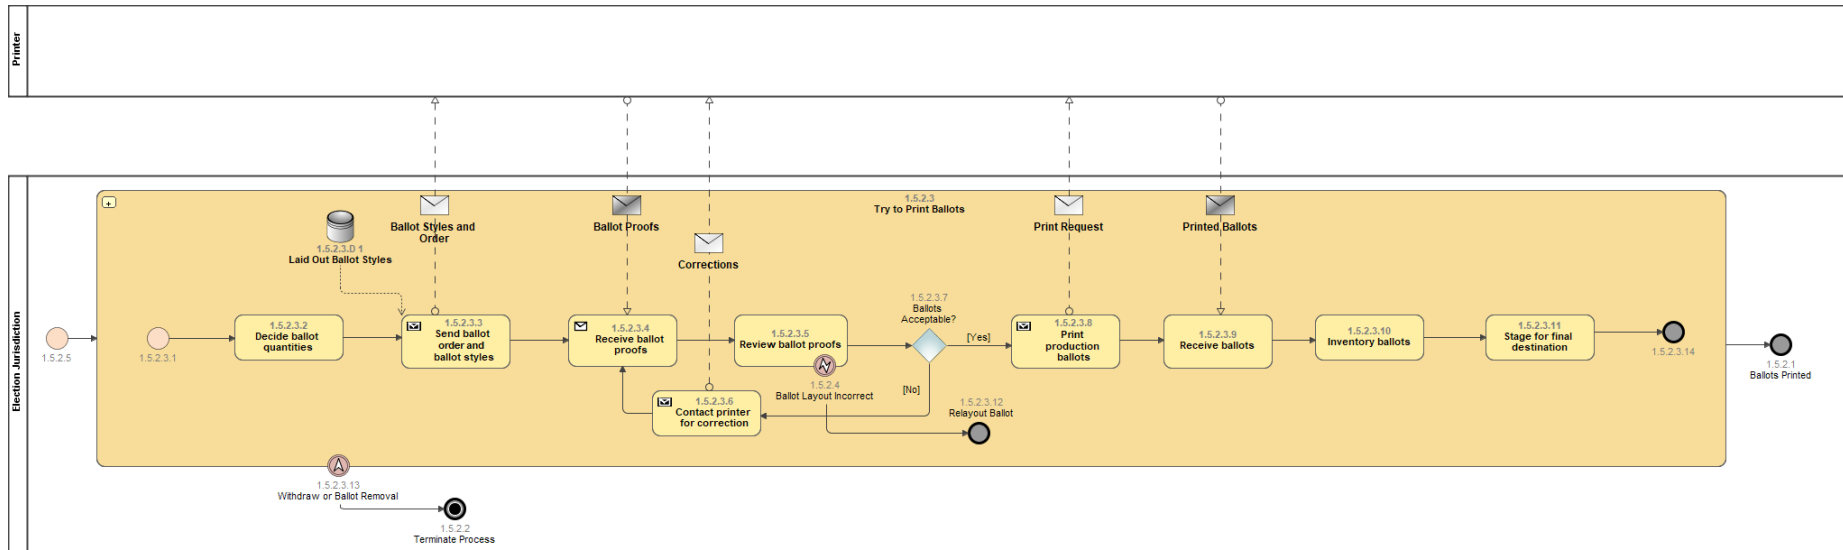 Printer
Election Jurisdiction
1.5.2.3
Try to Print Ballots
Ballot Styles and
Order
Ballot Proofs
Corrections
Print Request
Printed Ballots
1.5.2.3.D 1
Laid Out Ballot Styles
1.5.2.5
1.5.2.3.1
1.5.2.3.2
Decide ballot
quantities
1.5.2.3.3
Send ballot
order and
ballot styles
1.5.2.3.4
Receive ballot
proofs
1.5.2.3.5
Review ballot proofs
1.5.2.3.7
Ballots
Acceptable?
[Yes]
[No]
1.5.2.3.8
Print
production
ballots
1.5.2.3.9
Receive ballots
1.5.2.3.10
Inventory ballots
1.5.2.3.11
Stage for final
destination
1.5.2.3.14
1.5.2.1
Ballots Printed
1.5.2.4
Ballot Layout Incorrect
1.5.2.3.6
Contact printer
for correction
1.5.2.3.12
Relayout Ballot
1.5.2.3.13
Withdraw or Ballot Removal
1.5.2.2
Terminate Process